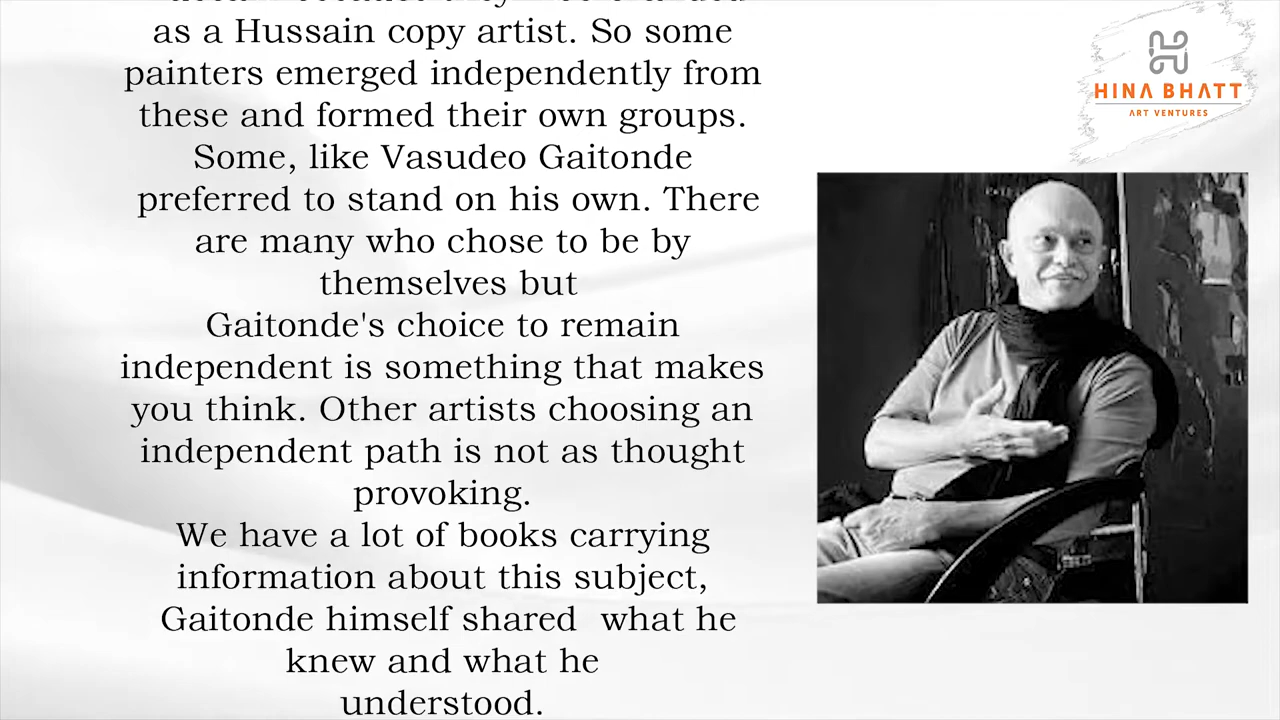 as a Hussain copy artist. So some
painters emerged independently from
these and formed their own groups.
Some, like Vasudeo Gaitonde
preferred to stand on his own. There
are many who chose to be by
themselves but
Gaitonde's choice to remain
independent is something that makes
you think. Other artists choosing an
independent path is not as thought
provoking.
We have a lot of books carrying
information about this subject,
Gaitonde himself shared  what he
knew and what he
understood.
HINA BHATT
ART VENTURES